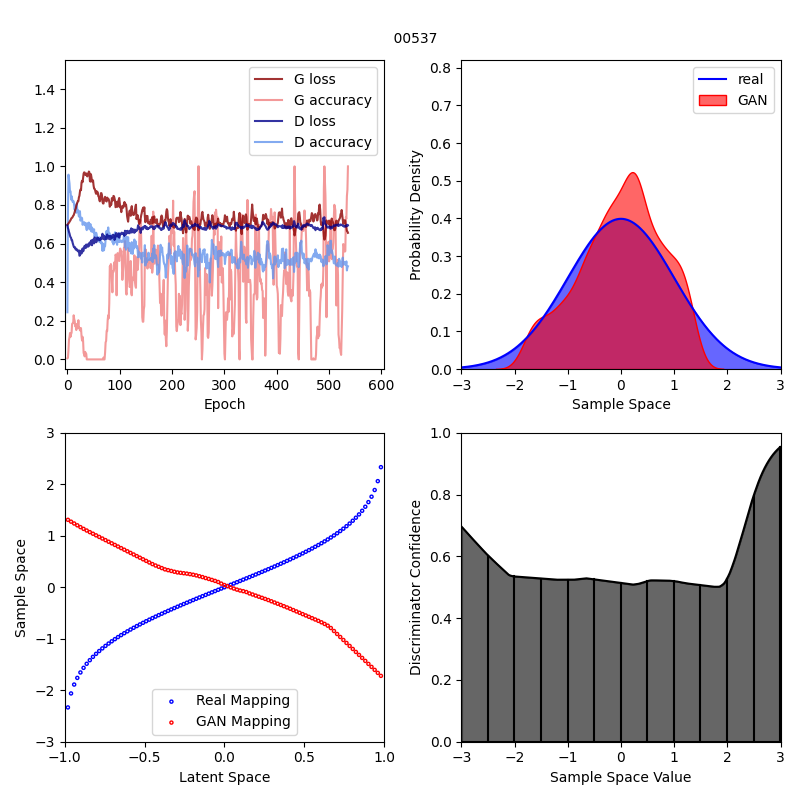 00537
1.4
1.2
1.0
0.8
0.6
0.4
0.2
0.0
0 100 200 300 400 500 600
Epoch
G loss
G accuracy
D loss
D accuracy
Probability Density
0.8
0.7
0.6
0.5
0.4
0.3
0.2
0.1
0.0
−3 −2 −1 0 1 2 3
Sample Space
real
GAN
Sample Space
3
2
1
0
−1
−2
−3
−1.0 −0.5 0.0 0.5 1.0
Latent Space
Real Mapping
GAN Mapping
Discriminator Confidence
1.0
0.8
0.6
0.4
0.2
0.0
−3 −2 −1 0 1 2 3
Sample Space Value